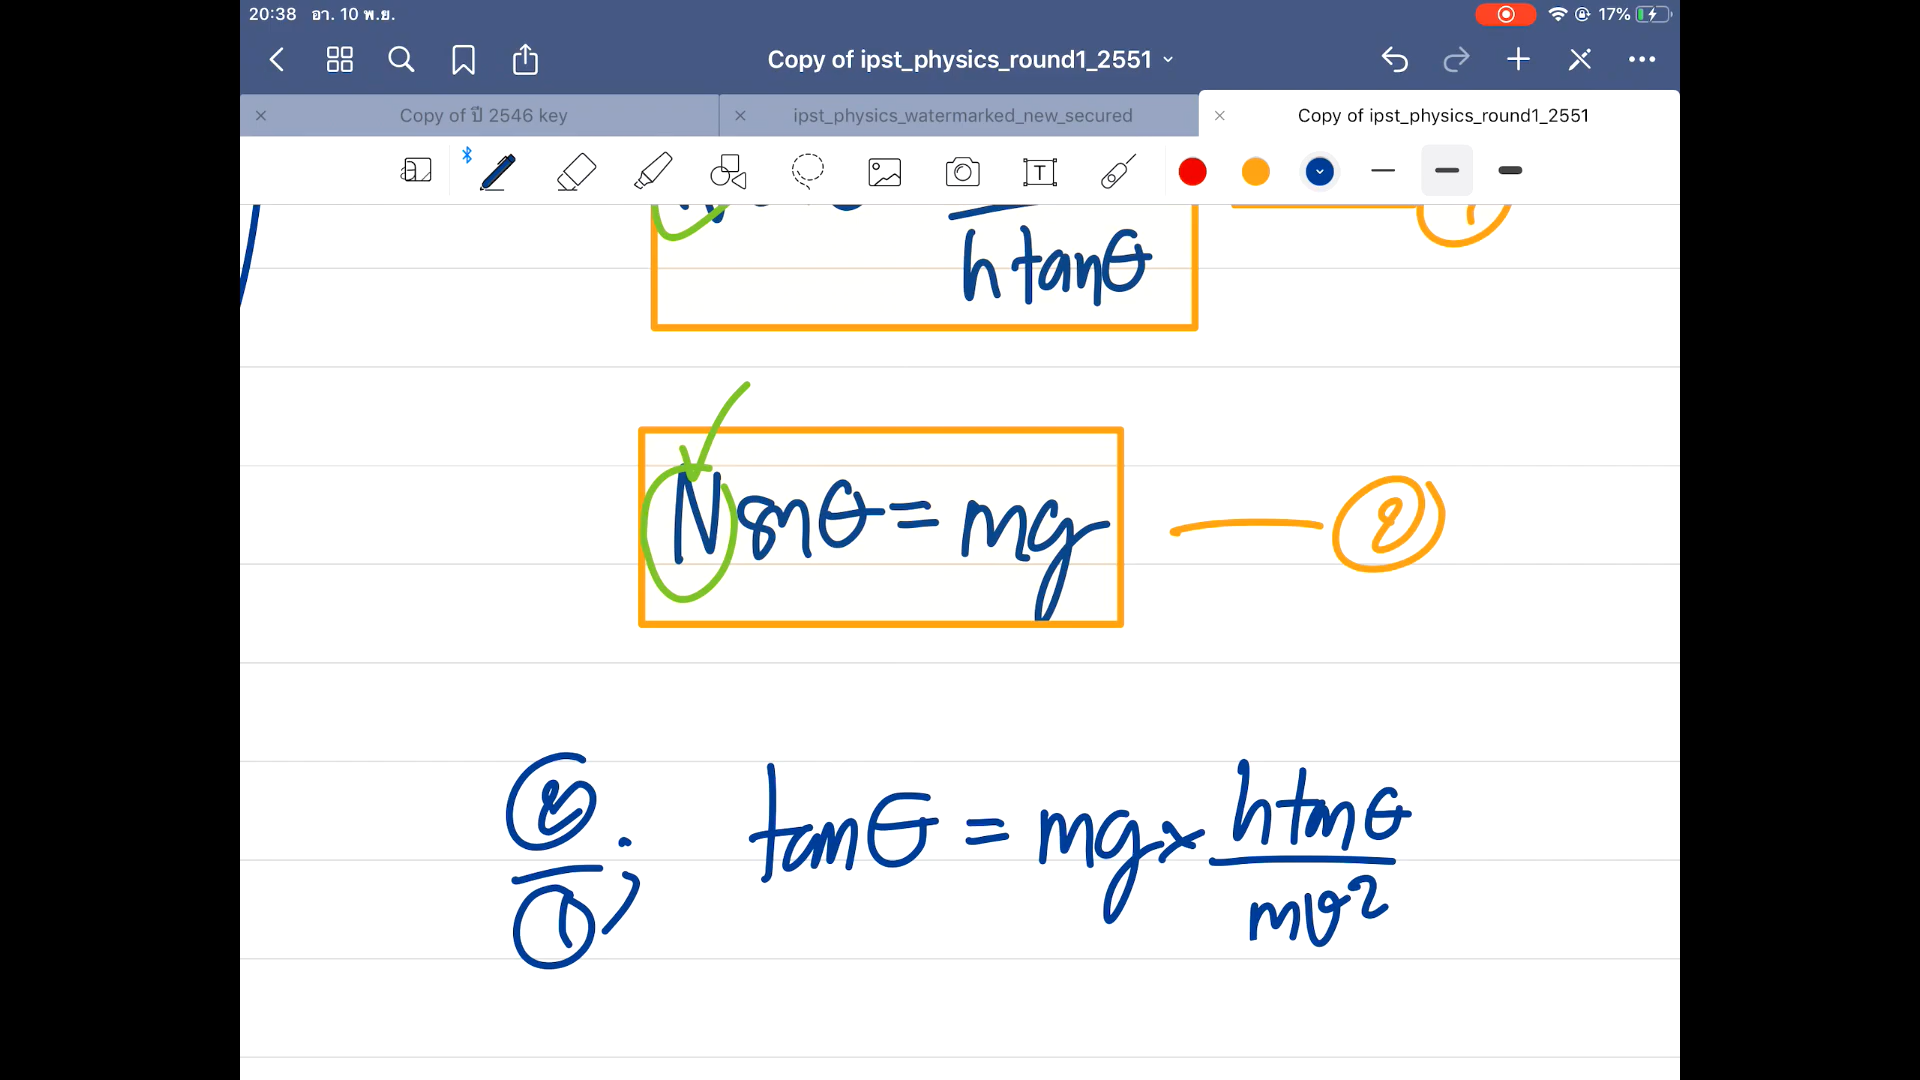 20:38 อา. 10 พ.ย. 17%
Copy of ipst_physics_round1_2551
Copy of ปี 2546 key
ipst_physics_watermarked_new_secured
Copy of ipst_physics_round1_2551
T
h tanθ
N sinθ = mg ②
②/① ; tanθ = mg × h tanθ / mv²